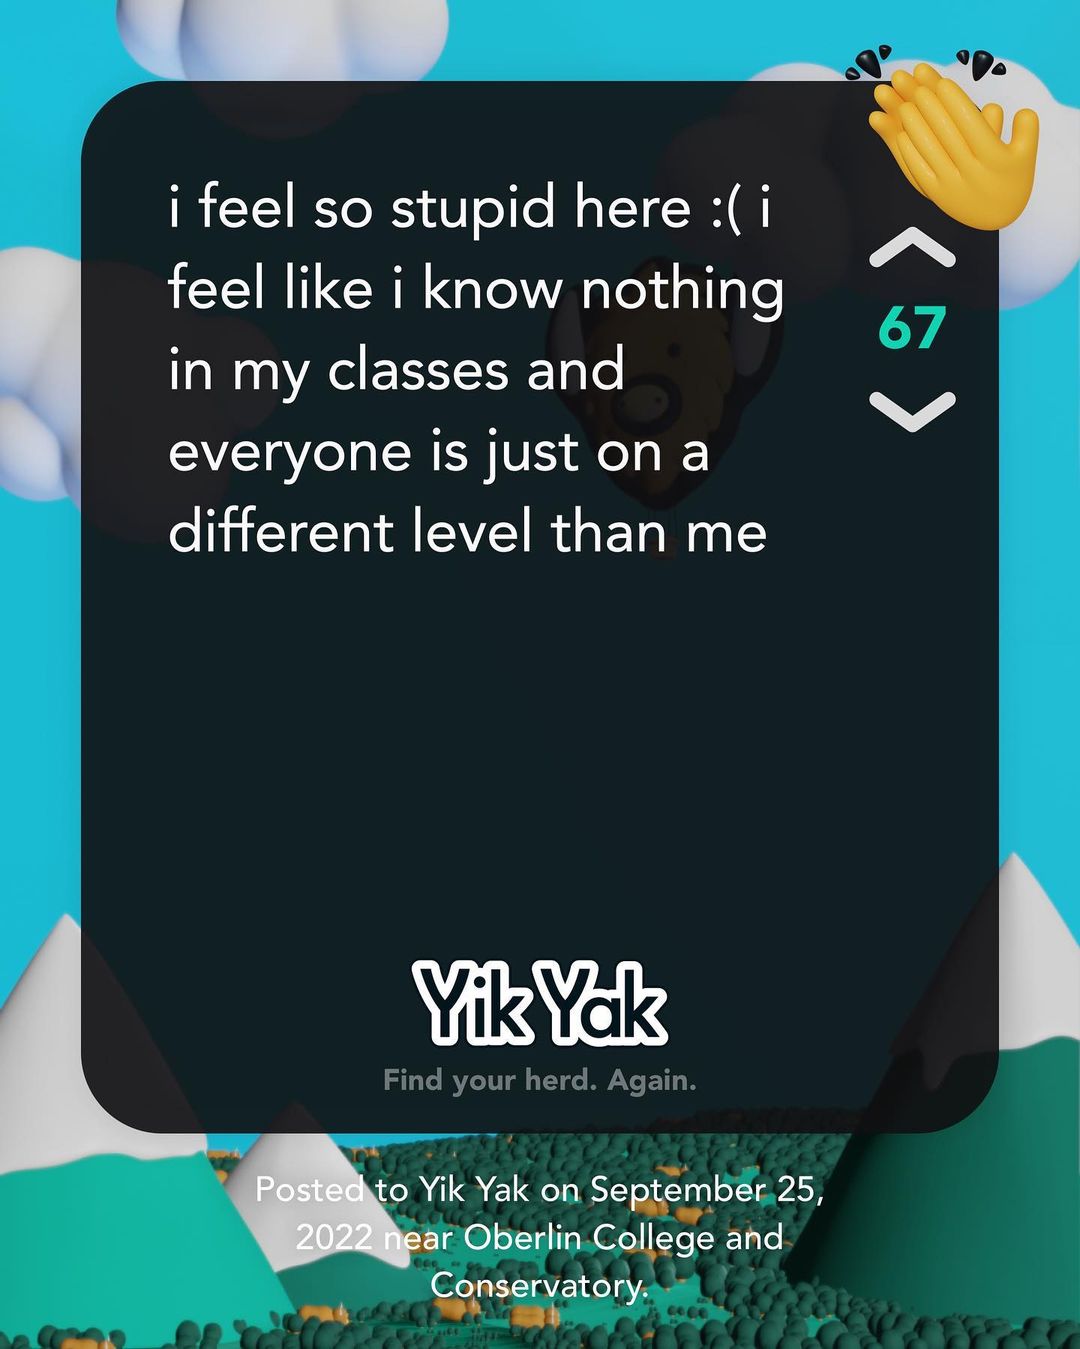 i feel so stupid here :( i
feel like i know nothing
in my classes and
everyone is just on a
different level than me
67
Yik Yak
Find your herd. Again.
Posted to Yik Yak on September 25,
2022 near Oberlin College and
Conservatory.